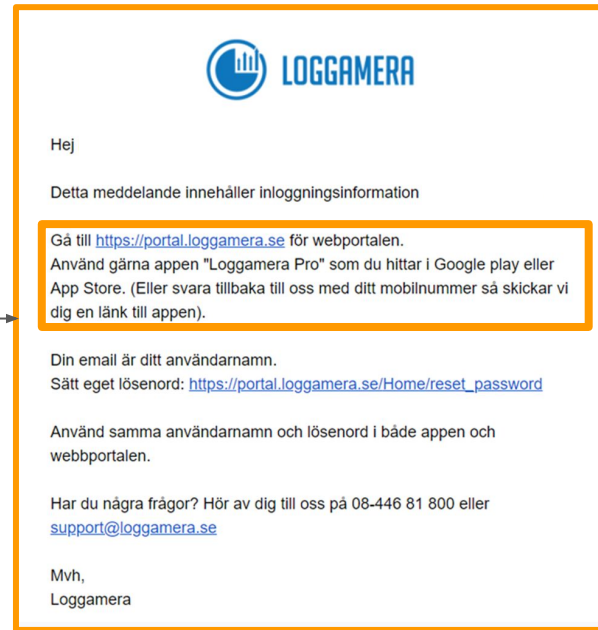 LOGGAMERA
Hej
Detta meddelande innehåller inloggningsinformation
Gå till https://portal.loggamera.se för webportalen.
Använd gärna appen "Loggamera Pro" som du hittar i Google play eller
App Store. (Eller svara tillbaka till oss med ditt mobilnummer så skickar vi
dig en länk till appen).
Din email är ditt användarnamn.
Sätt eget lösenord: https://portal.loggamera.se/Home/reset_password
Använd samma användarnamn och lösenord i både appen och
webbportalen.
Har du några frågor? Hör av dig till oss på 08-446 81 800 eller
support@loggamera.se
Mvh,
Loggamera